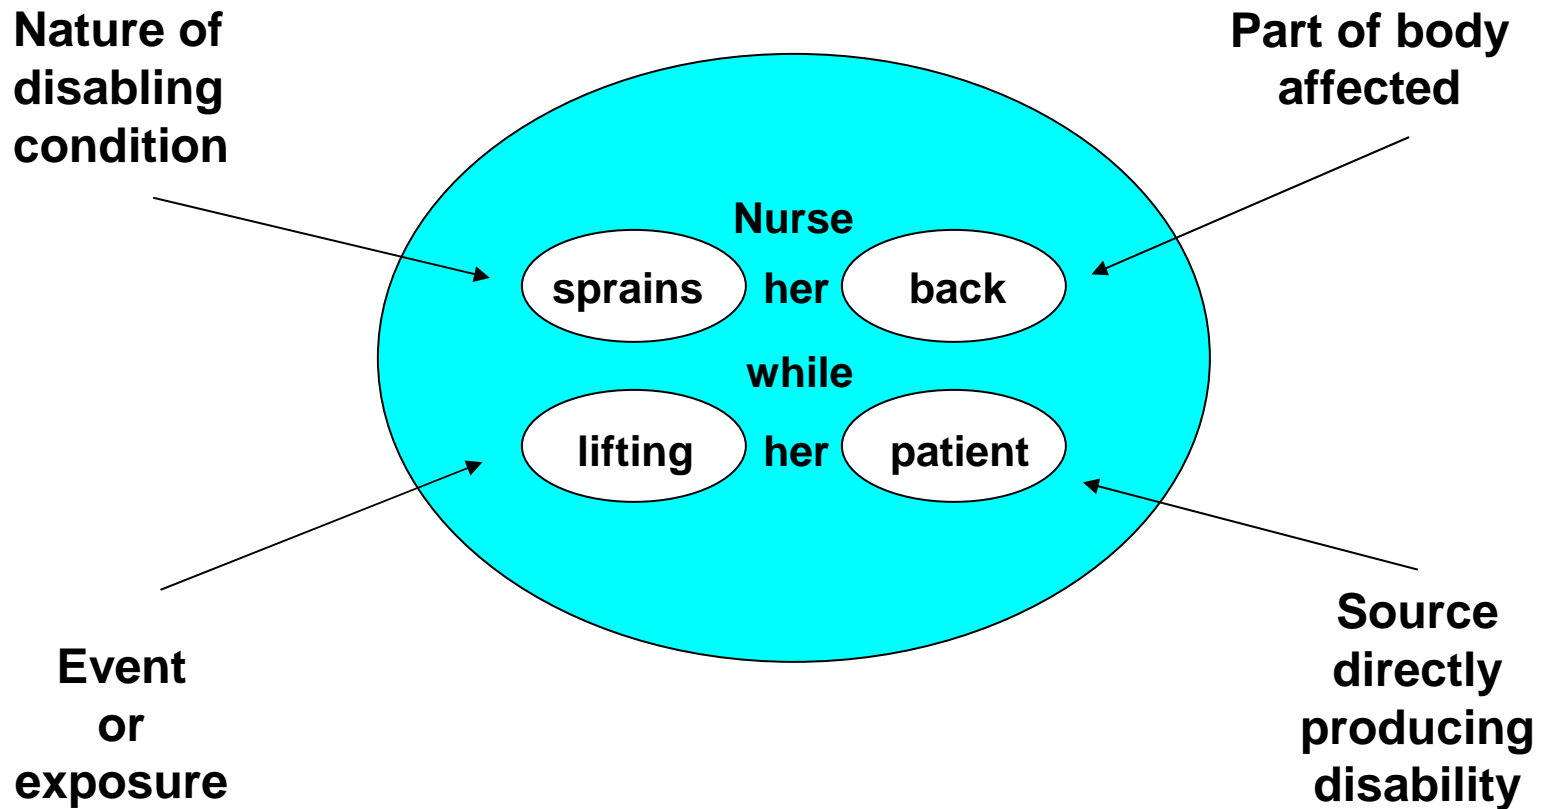 Nature of
disabling
condition
Part of body
affected
Nurse
sprains her back
while
lifting her patient
Event
or
exposure
Source
directly
producing
disability